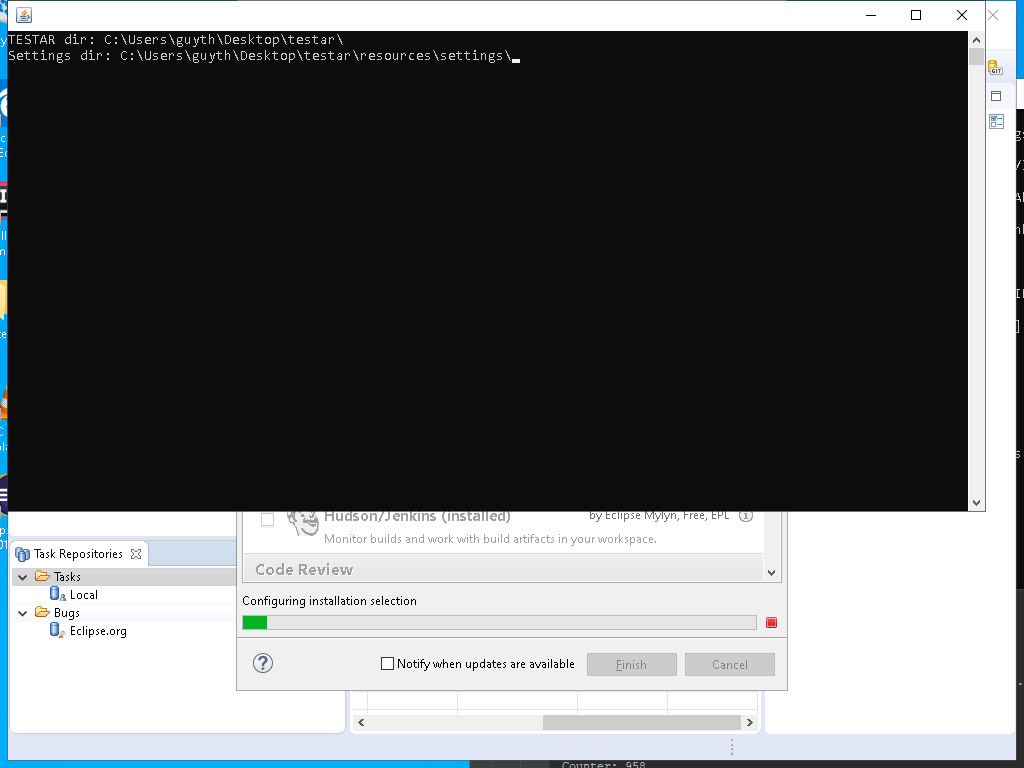 TESTAR dir: C:\Users\guyth\Desktop\testar\
Settings dir: C:\Users\guyth\Desktop\testar\resources\settings\
GIT
Hudson/Jenkins (installed)
by Eclipse Mylyn, Free, EPL
Monitor builds and work with build artifacts in your workspace.
Code Review
Task Repositories
Tasks
Local
Bugs
Eclipse.org
Configuring installation selection
Notify when updates are available
Finish
Cancel
Counter: 958